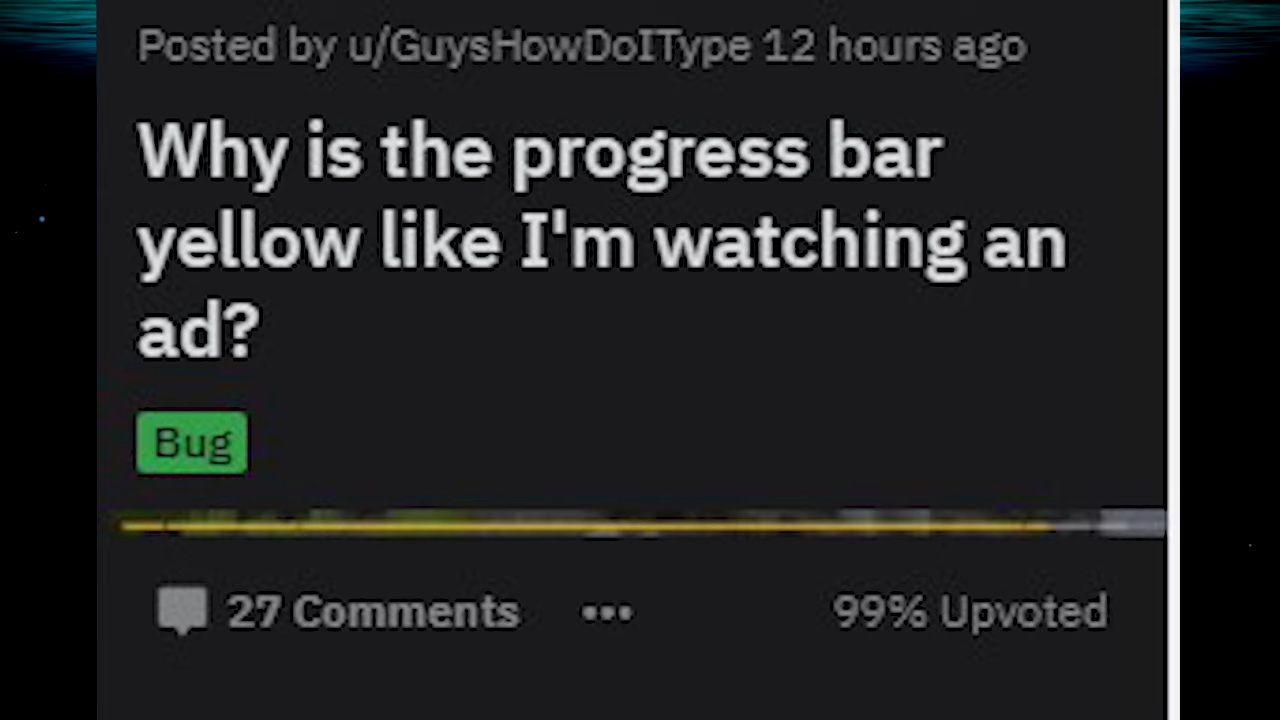 Posted by u/GuysHowDoIType 12 hours ago
Why is the progress bar
yellow like I'm watching an
ad?
Bug
27 Comments ••• 99% Upvoted